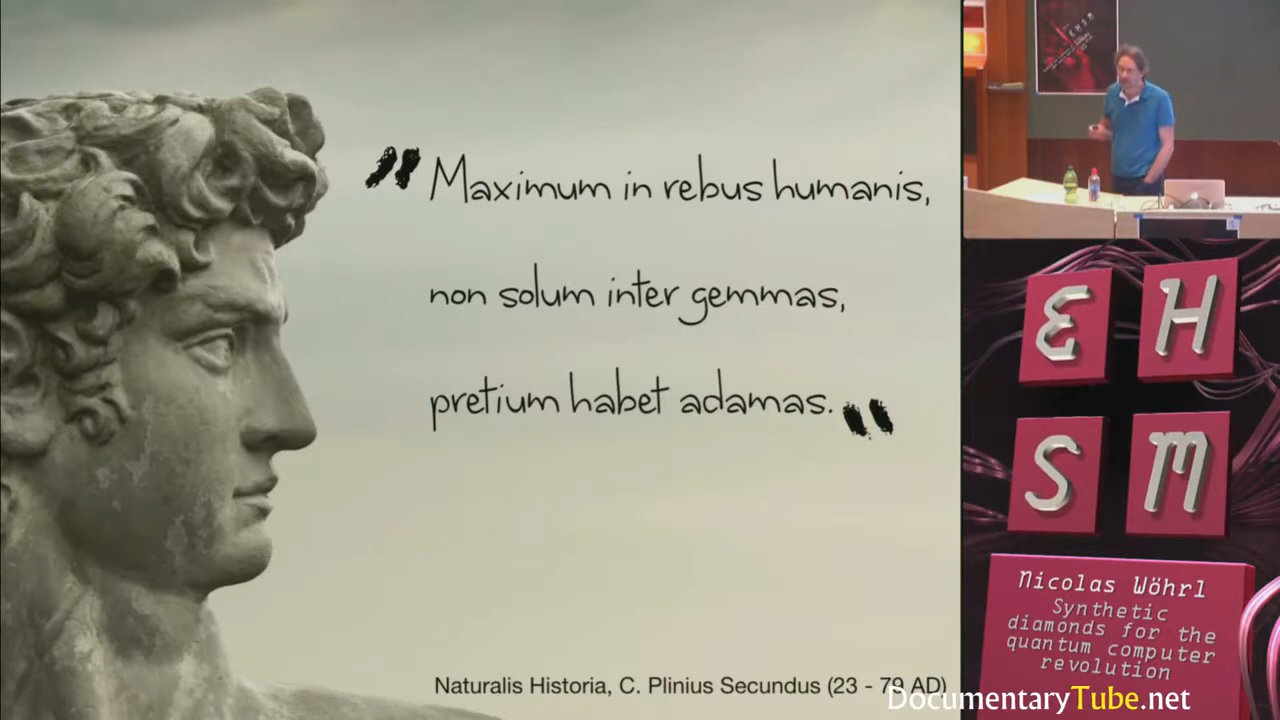 " Maximum in rebus humanis,
non solum inter gemmas,
pretium habet adamas. "
Naturalis Historia, C. Plinius Secundus (23 - 79 AD)
EHSM
E H
S M
Nicolas Wöhrl
Synthetic
diamonds for the
quantum computer
revolution
DocumentaryTube.net